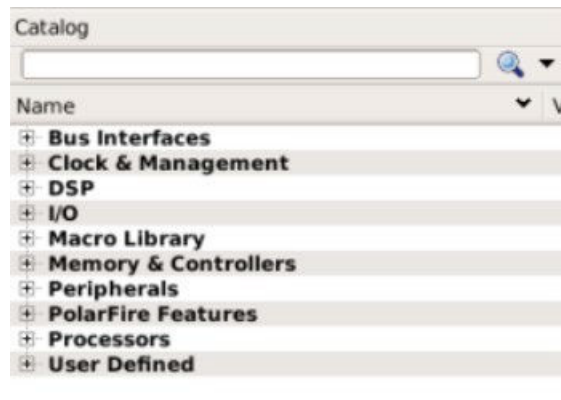 Catalog
Name V
Bus Interfaces
Clock & Management
DSP
I/O
Macro Library
Memory & Controllers
Peripherals
PolarFire Features
Processors
User Defined